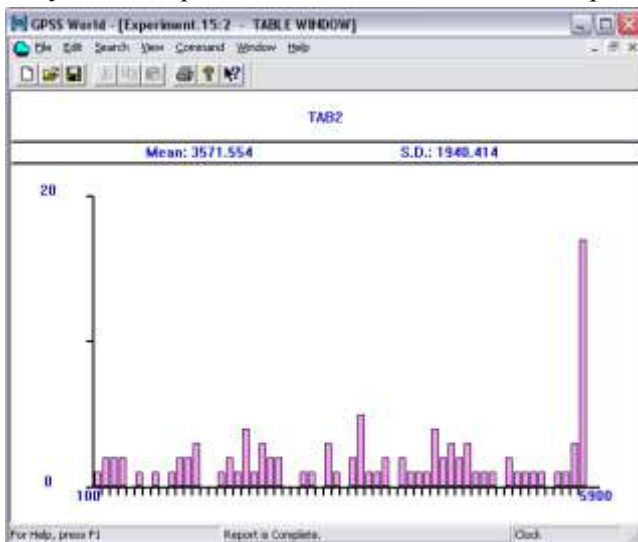 GPSS World - [Experiment.15:2 - TABLE WINDOW]
File Edit Search View Command Window Help
TAB2
Mean: 3571.554 S.D.: 1940.414
20
0
100 5900
For Help, press F1 Report is Complete. Clock